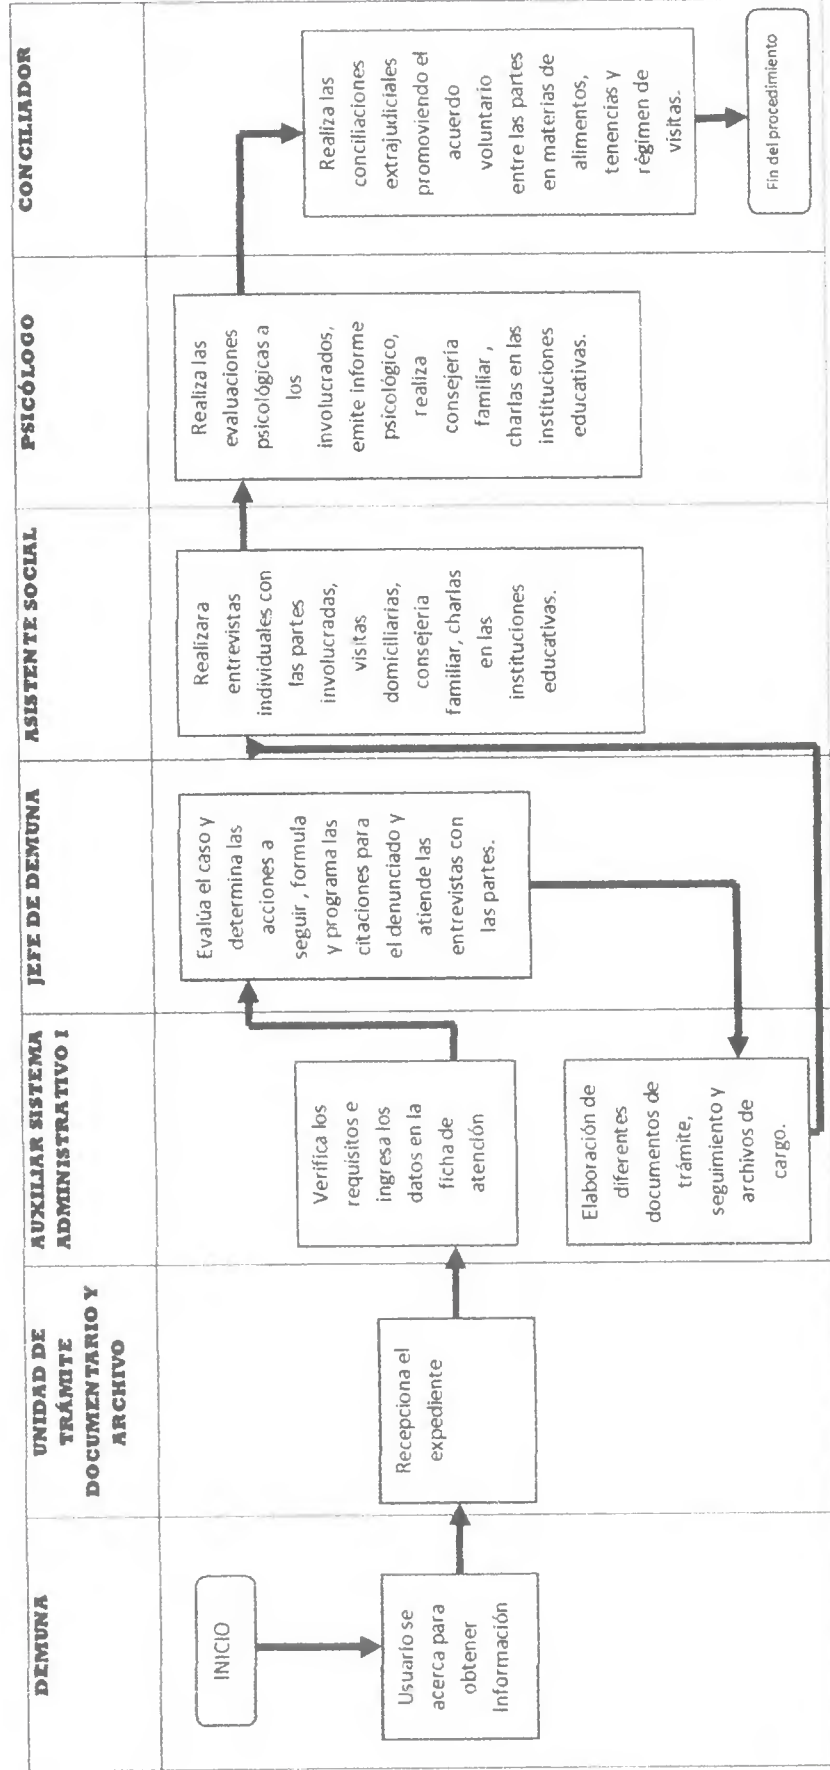 DEMUNA
UNIDAD DE
TRÁMITE
DOCUMENTARIO Y
ARCHIVO
AUXILIAR SISTEMA
ADMINISTRATIVO I
JEFE DE DEMUNA
ASISTENTE SOCIAL
PSICÓLOGO
CONCILIADOR
INICIO
Usuario se
acerca para
obtener
Información
Recepciona el
expediente
Verifica los
requisitos e
ingresa los
datos en la
ficha de
atención
Evalúa el caso y
determina las
acciones a
seguir , formula
y programa las
citaciones para
el denunciado y
atiende las
entrevistas con
las partes.
Elaboración de
diferentes
documentos de
trámite,
seguimiento y
archivos de
cargo.
Realizara
entrevistas
individuales con
las partes
involucradas,
visitas
domiciliarias,
consejeria
familiar, charlas
en las
instituciones
educativas.
Realiza las
evaluaciones
psicológicas a
los
involucrados,
emite informe
psicológico,
realiza
consejería
familiar ,
charlas en las
instituciones
educativas.
Realiza las
conciliaciones
extrajudiciales
promoviendo el
acuerdo
voluntario
entre las partes
en materias de
alimentos,
tenencias y
régimen de
visitas.
Fin del procedimiento